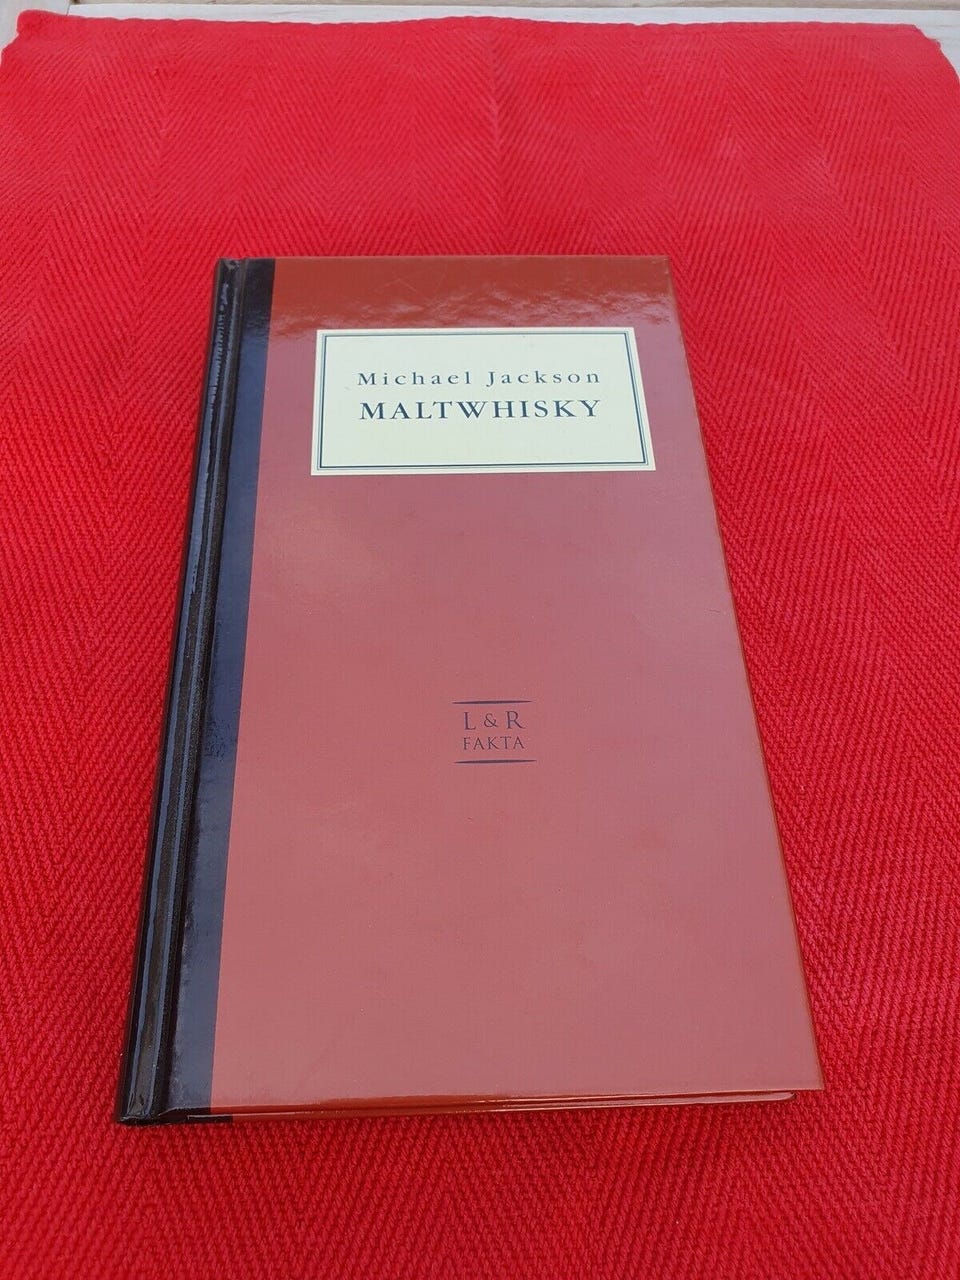 Michael Jackson
MALTWHISKY
L & R
FAKTA